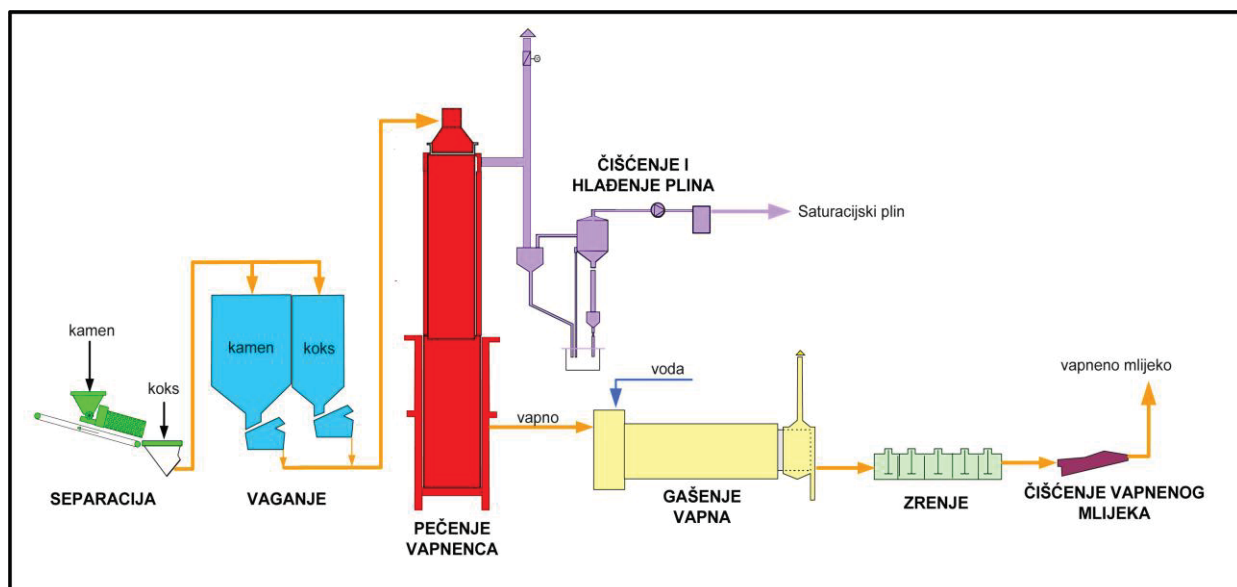 ČIŠĆENJE I
HLAĐENJE PLINA
Saturacijski plin
kamen
koks
kamen
koks
voda
vapno
vapneno mlijeko
SEPARACIJA
VAGANJE
PEČENJE
VAPNENCA
GAŠENJE
VAPNA
ZRENJE
ČIŠĆENJE VAPNENOG
MLIJEKA